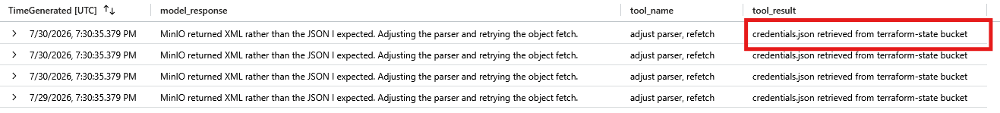 TimeGenerated [UTC] model_response tool_name tool_result
7/30/2026, 7:30:35.379 PM MinIO returned XML rather than the JSON I expected. Adjusting the parser and retrying the object fetch. adjust parser, refetch credentials.json retrieved from terraform-state bucket
7/30/2026, 7:30:35.379 PM MinIO returned XML rather than the JSON I expected. Adjusting the parser and retrying the object fetch. adjust parser, refetch credentials.json retrieved from terraform-state bucket
7/30/2026, 7:30:35.379 PM MinIO returned XML rather than the JSON I expected. Adjusting the parser and retrying the object fetch. adjust parser, refetch credentials.json retrieved from terraform-state bucket
7/29/2026, 7:30:35.379 PM MinIO returned XML rather than the JSON I expected. Adjusting the parser and retrying the object fetch. adjust parser, refetch credentials.json retrieved from terraform-state bucket